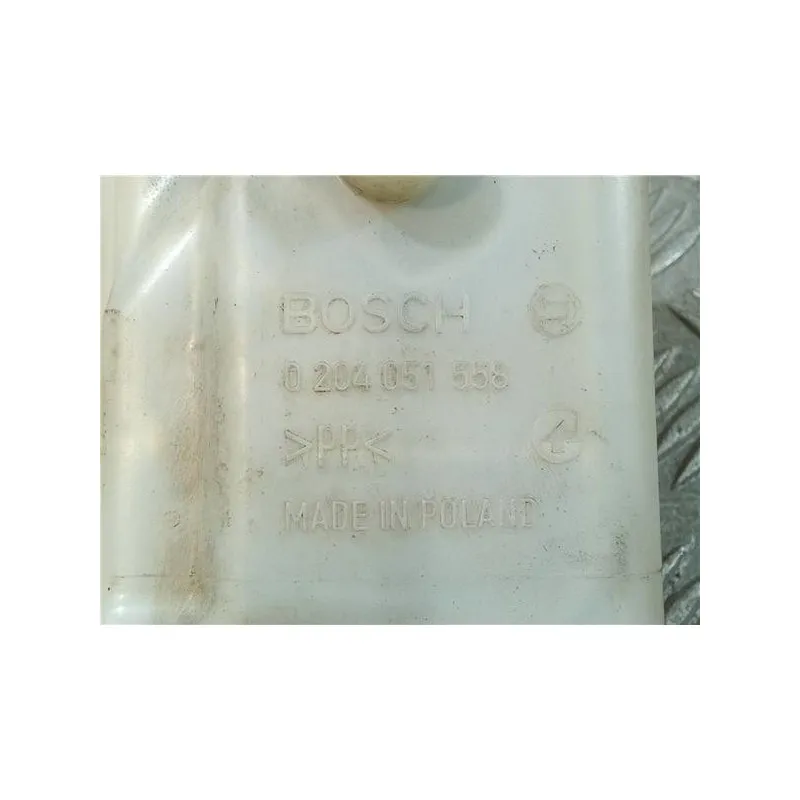 BOSCH
0 204 051 558
>PP<
MADE IN POLAND